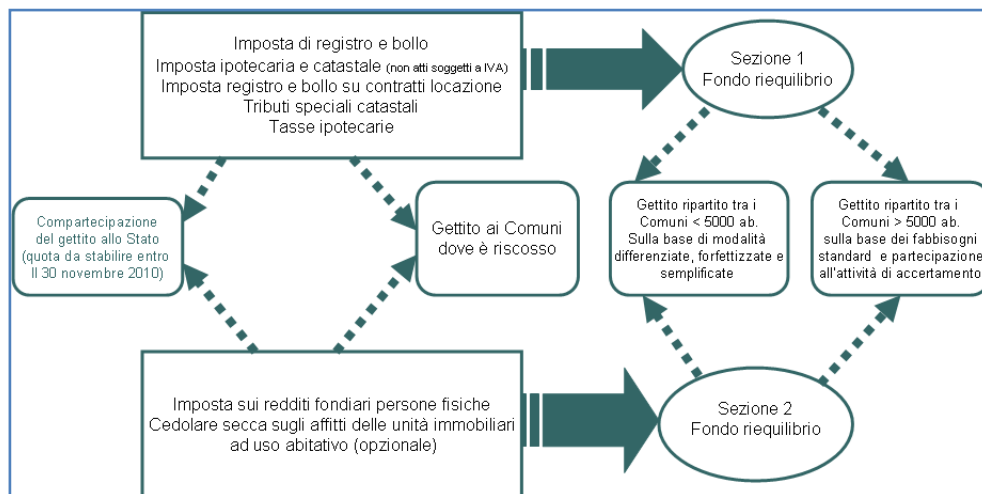 Imposta di registro e bollo
Imposta ipotecaria e catastale (non atti soggetti a IVA)
Imposta registro e bollo su contratti locazione
Tributi speciali catastali
Tasse ipotecarie
Sezione 1
Fondo riequilibrio
Compartecipazione
del gettito allo Stato
(quota da stabilire entro
Il 30 novembre 2010)
Gettito ai Comuni
dove è riscosso
Gettito ripartito tra i
Comuni < 5000 ab.
Sulla base di modalità
differenziate, forfettizzate e
semplificate
Gettito ripartito tra i
Comuni > 5000 ab.
sulla base dei fabbisogni
standard e partecipazione
all'attività di accertamento
Imposta sui redditi fondiari persone fisiche
Cedolare secca sugli affitti delle unità immobiliari
ad uso abitativo (opzionale)
Sezione 2
Fondo riequilibrio